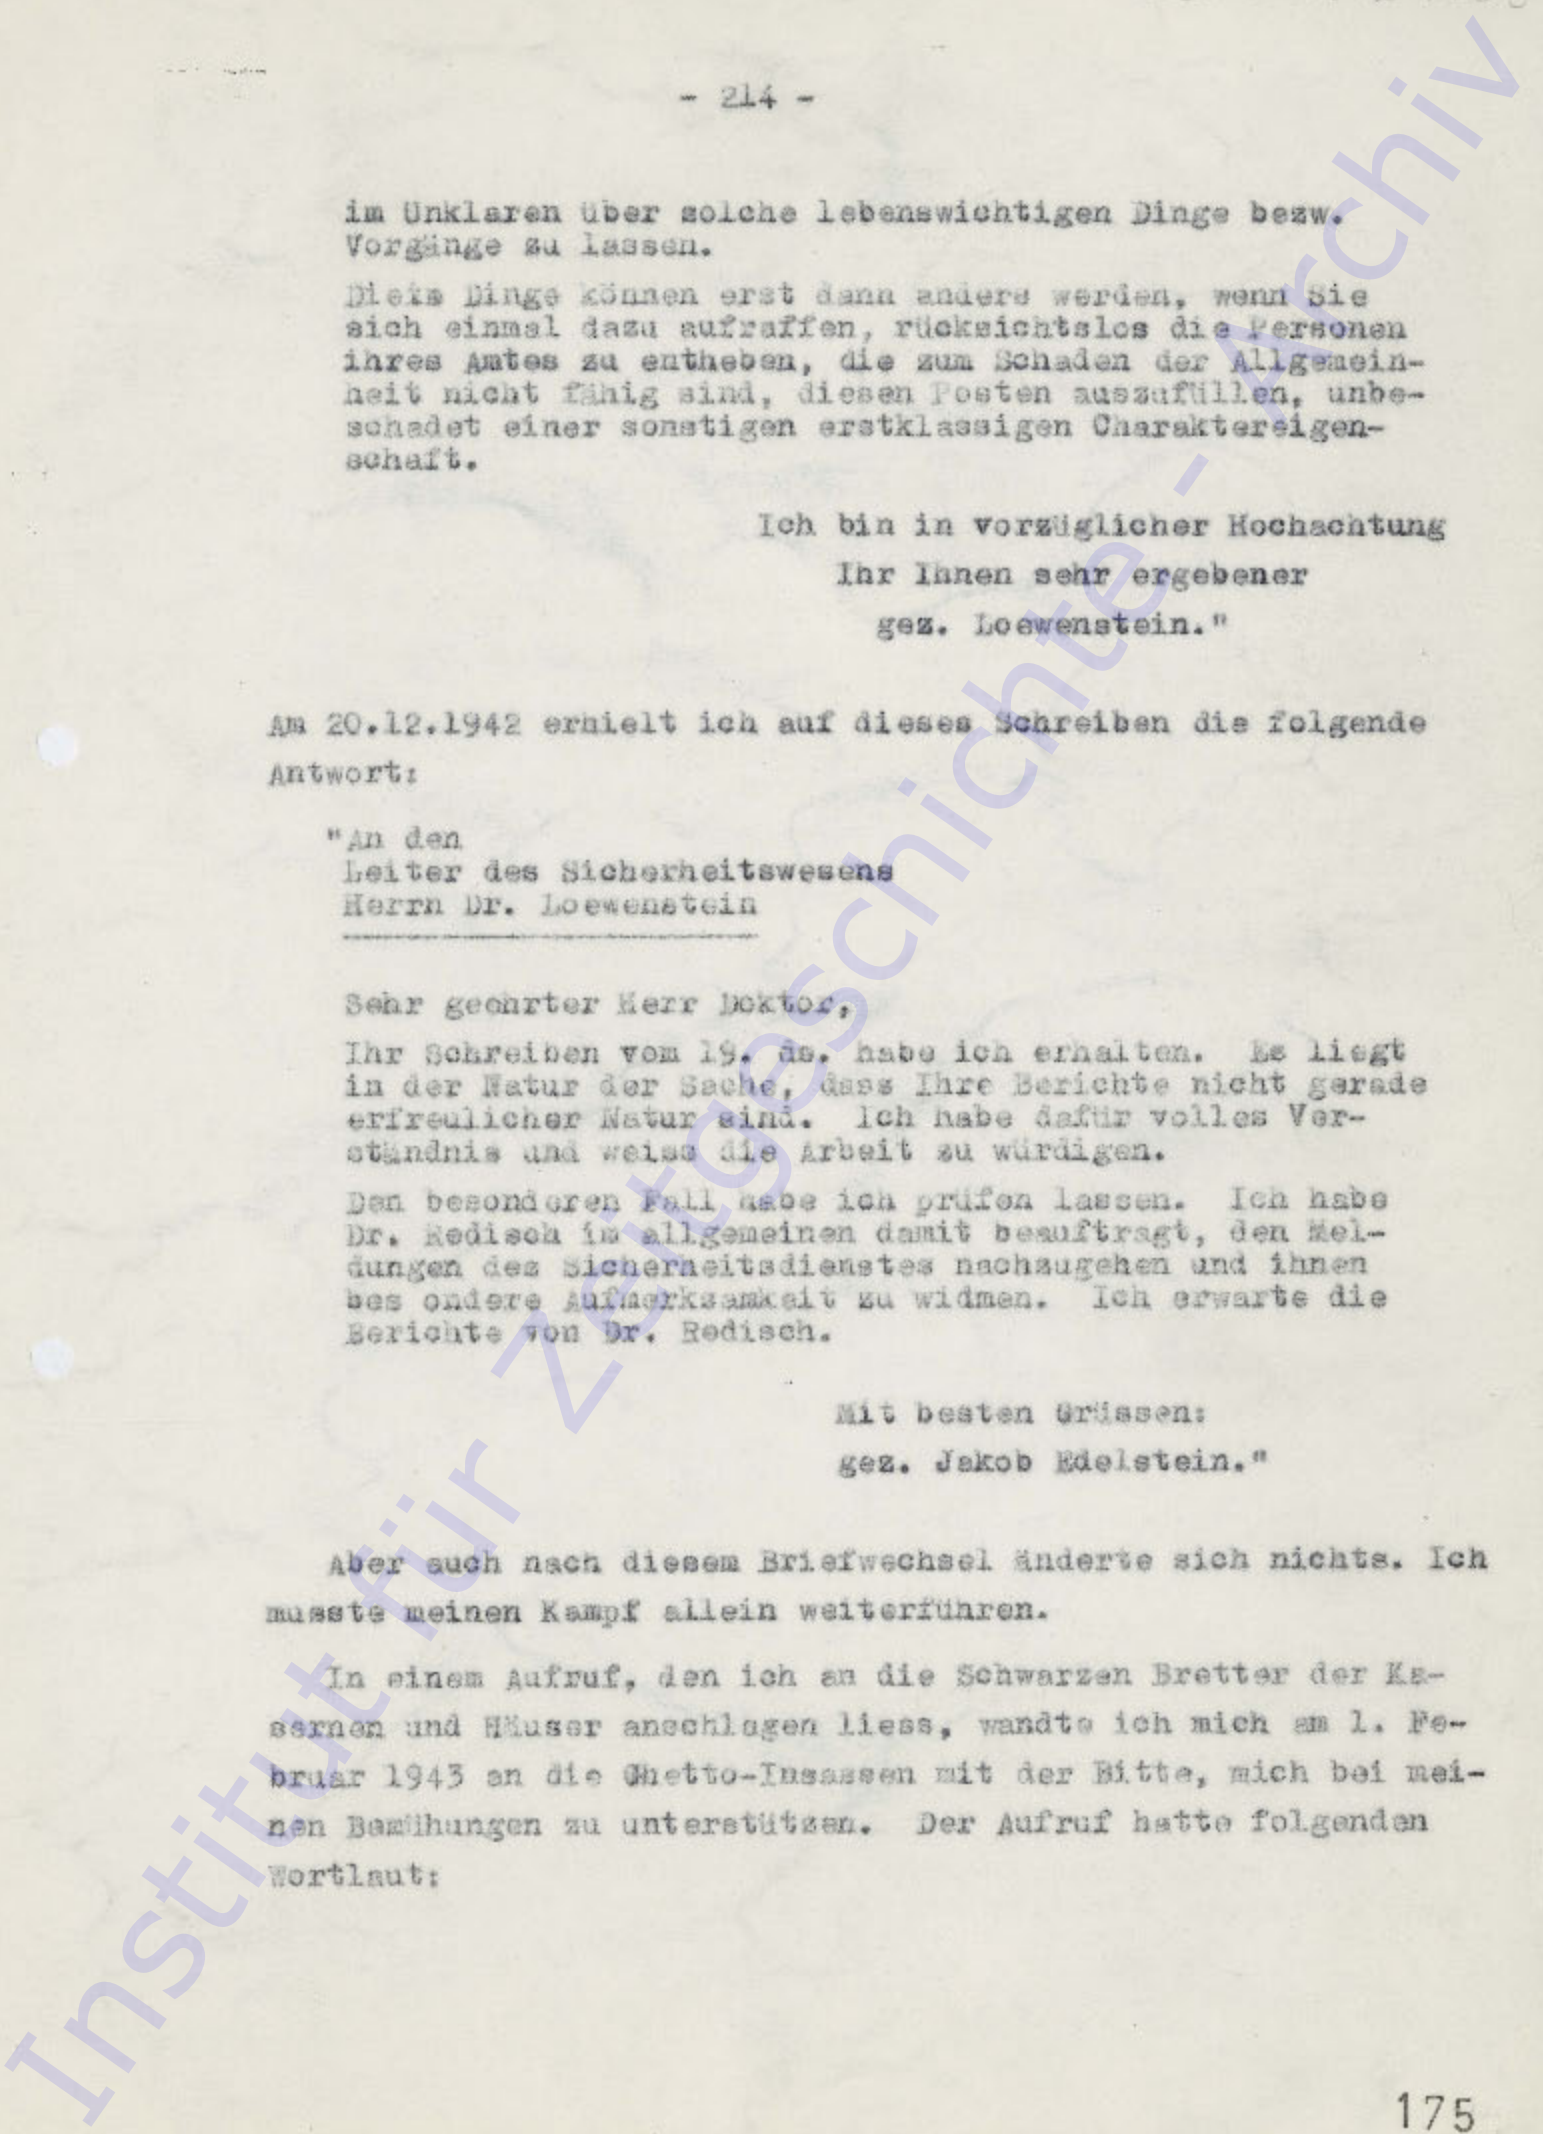 - 214 -
im Unklaren über solche lebenswichtigen Dinge bezw.
Vorgänge zu lassen.
Dinge können erst dann anders werden, wenn Sie
sich einmal dazu aufraffen, rücksichtslos die Personen
ihres Amtes zu entheben, die zum Schaden der Allgemein-
heit nicht fähig sind, diesen Posten auszufüllen, unbe-
schadet einer sonstigen erstklassigen Charaktereigen-
schaft.
Ich bin in vorzüglicher Hochachtung
Ihr Ihnen sehr ergebener
gez. Loewenstein."
Am 20.12.1942 erhielt ich auf dieses Schreiben die folgende
Antwort:
"An den
Leiter des Sicherheitswesens
Herrn Dr. Loewenstein
Sehr geehrter Herr Doktor,
Ihr Schreiben vom 19. ds. habe ich erhalten. Es liegt
in der Natur der Sache, dass Ihre Berichte nicht gerade
erfreulicher Natur sind. Ich habe dafür volles Ver-
ständnis und weiss die Arbeit zu würdigen.
Den besonderen Fall habe ich prüfen lassen. Ich habe
Dr. Redisch im allgemeinen damit beauftragt, den Mel-
dungen des Sicherheitsdienstes nachzugehen und ihnen
bes ondere Aufmerksamkeit zu widmen. Ich erwarte die
Berichte von Dr. Redisch.
Mit besten Grüssen:
gez. Jakob Edelstein."
Aber auch nach diesem Briefwechsel änderte sich nichts. Ich
musste meinen Kampf allein weiterführen.
In einem Aufruf, den ich an die Schwarzen Bretter der Ka-
sernen und Häuser anschlagen liess, wandte ich mich am 1. Fe-
bruar 1943 an die Ghetto-Insassen mit der Bitte, mich bei mei-
nen Bemühungen zu unterstützen. Der Aufruf hatte folgenden
Wortlaut:
175
Institut für Zeitgeschichte - Archiv